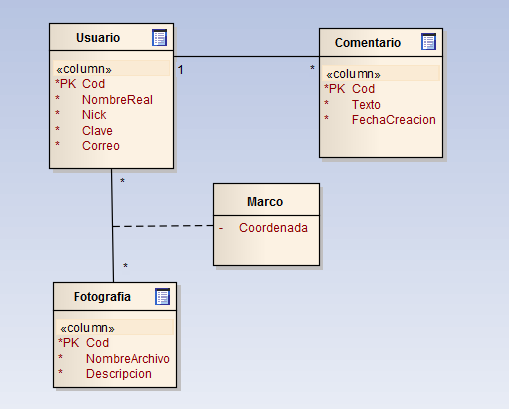 Usuario
«column»
*PK Cod
* NombreReal
* Nick
* Clave
* Correo
1
*
Comentario
«column»
*PK Cod
* Texto
* FechaCreacion
*
Marco
- Coordenada
*
Fotografia
«column»
*PK Cod
* NombreArchivo
* Descripcion